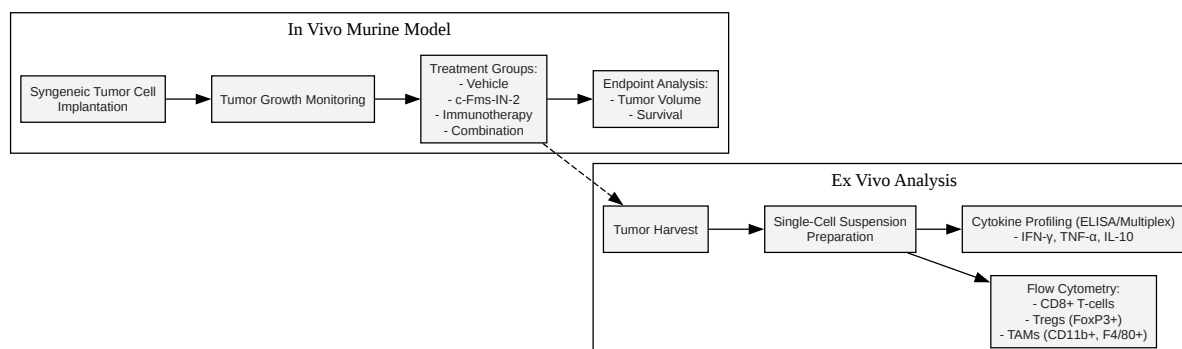 In Vivo Murine Model
Syngeneic Tumor Cell
Implantation
Tumor Growth Monitoring
Treatment Groups:
- Vehicle
- c-Fms-IN-2
- Immunotherapy
- Combination
Endpoint Analysis:
- Tumor Volume
- Survival
Ex Vivo Analysis
Tumor Harvest
Single-Cell Suspension
Preparation
Cytokine Profiling (ELISA/Multiplex)
- IFN-γ, TNF-α, IL-10
Flow Cytometry:
- CD8+ T-cells
- Tregs (FoxP3+)
- TAMs (CD11b+, F4/80+)